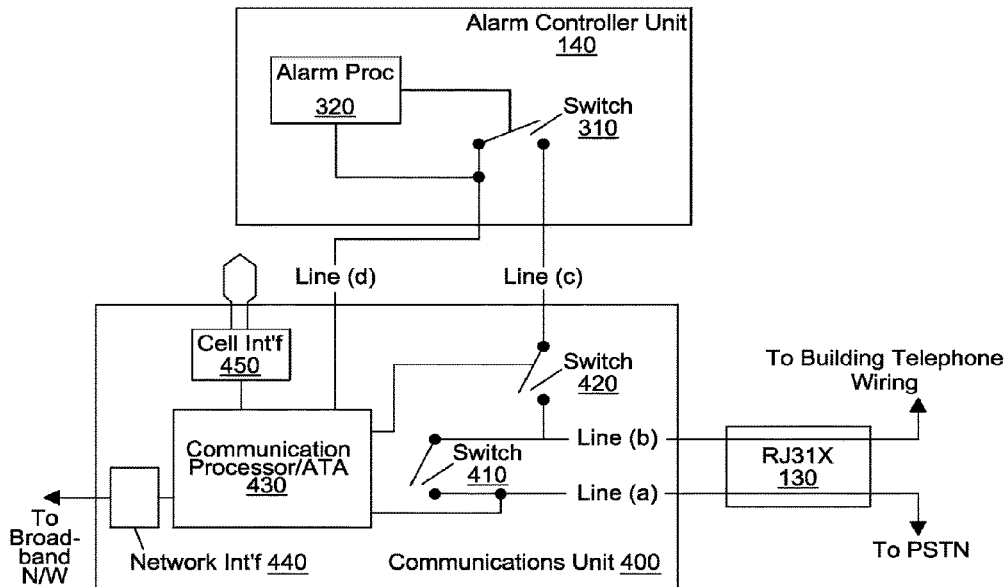 Alarm Controller Unit
140
Alarm Proc
320
Switch
310
Line (d)
Line (c)
Cell Int'f
450
Switch
420
To Building Telephone
Wiring
Communication
Processor/ATA
430
Line (b)
Switch
410
RJ31X
130
Line (a)
To
Broad-
band
N/W
Network Int'f 440
Communications Unit 400
To PSTN